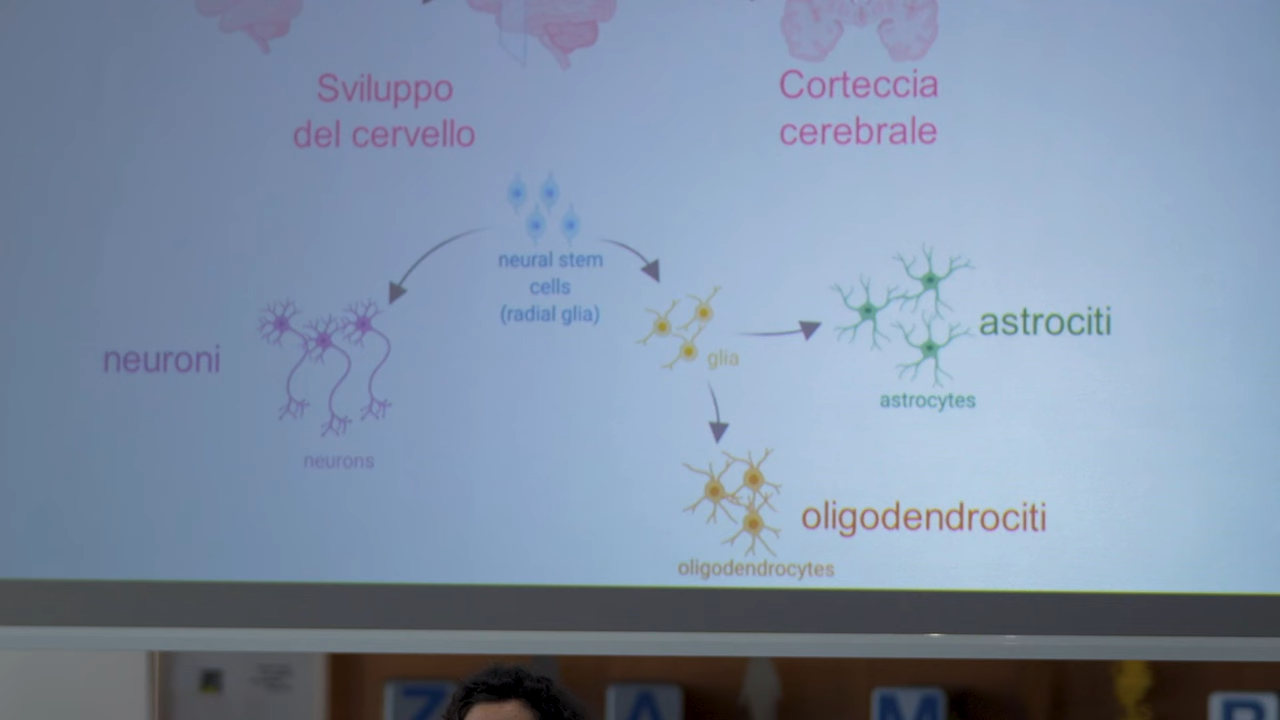 Sviluppo
del cervello
Corteccia
cerebrale
neural stem
cells
(radial glia)
neuroni
neurons
glia
astrociti
astrocytes
oligodendrociti
oligodendrocytes
Z A M